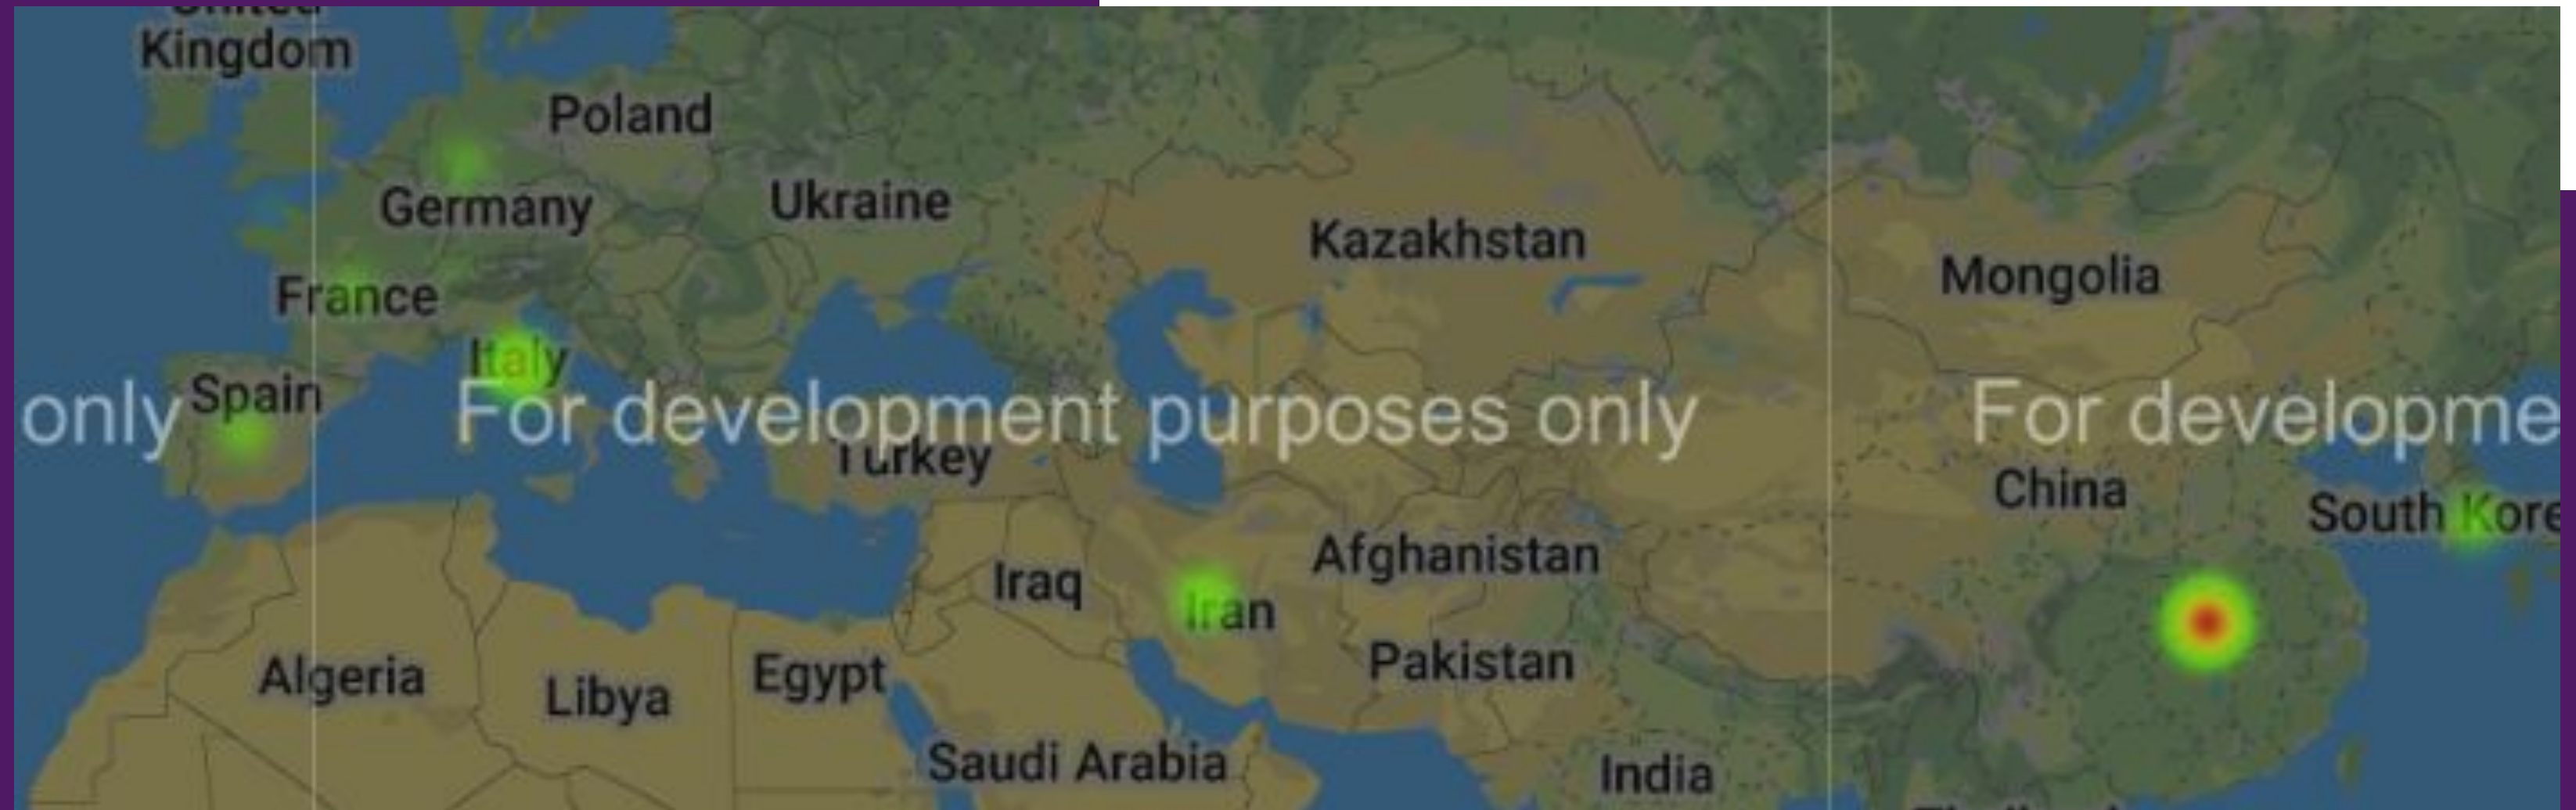 United
Kingdom
Poland
Germany
Ukraine
Kazakhstan
France
Mongolia
Italy
Spain
only
For development purposes only
For developme
Turkey
China
South Kore
Afghanistan
Iraq
Iran
Pakistan
Algeria
Libya
Egypt
Saudi Arabia
India